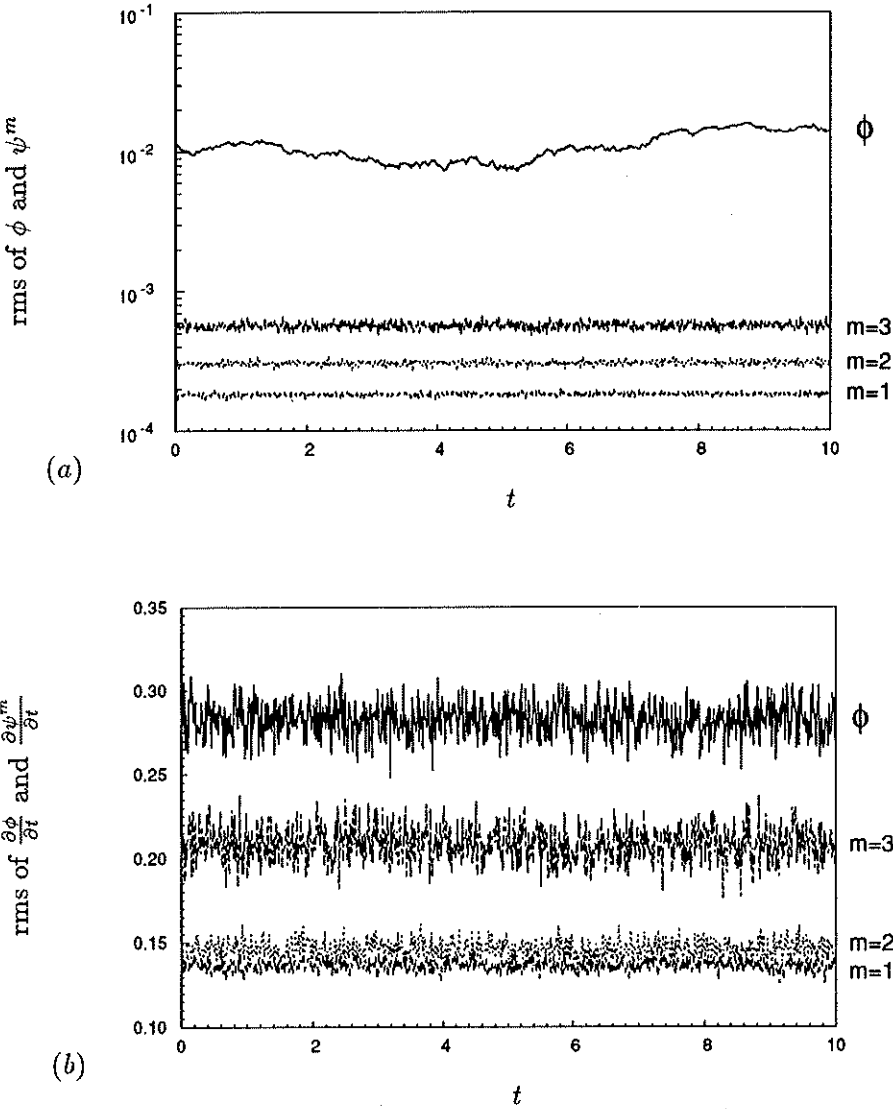 10^{-1}
10^{-2}
10^{-3}
10^{-4}
rms of ϕ and ψ^m
ϕ
m=3
m=2
m=1
0 2 4 6 8 10
(a)
t
0.35
0.30
0.25
0.20
0.15
0.10
rms of ∂ϕ/∂t and ∂ψ^m/∂t
ϕ
m=3
m=2
m=1
0 2 4 6 8 10
(b)
t